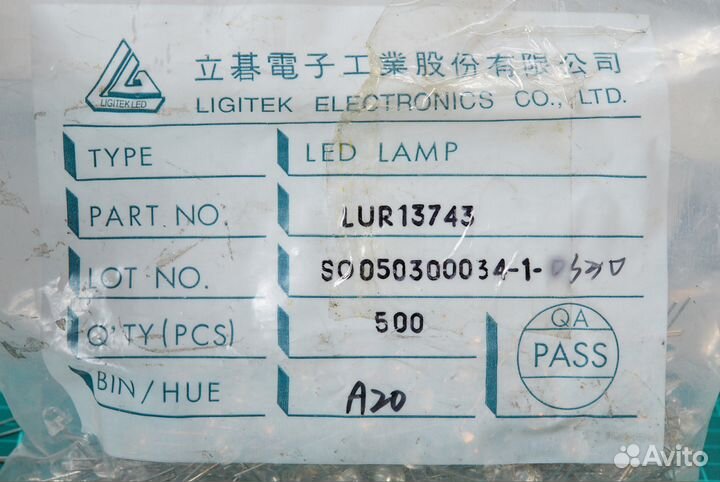 立碁電子工業股份有限公司
LIGITEK LED
LIGITEK ELECTRONICS CO., LTD.
TYPE LED LAMP
PART NO. LUR13743
LOT NO. SO050300034-1-
Q'TY (PCS) 500
QA
PASS
BIN/HUE A20
Avito